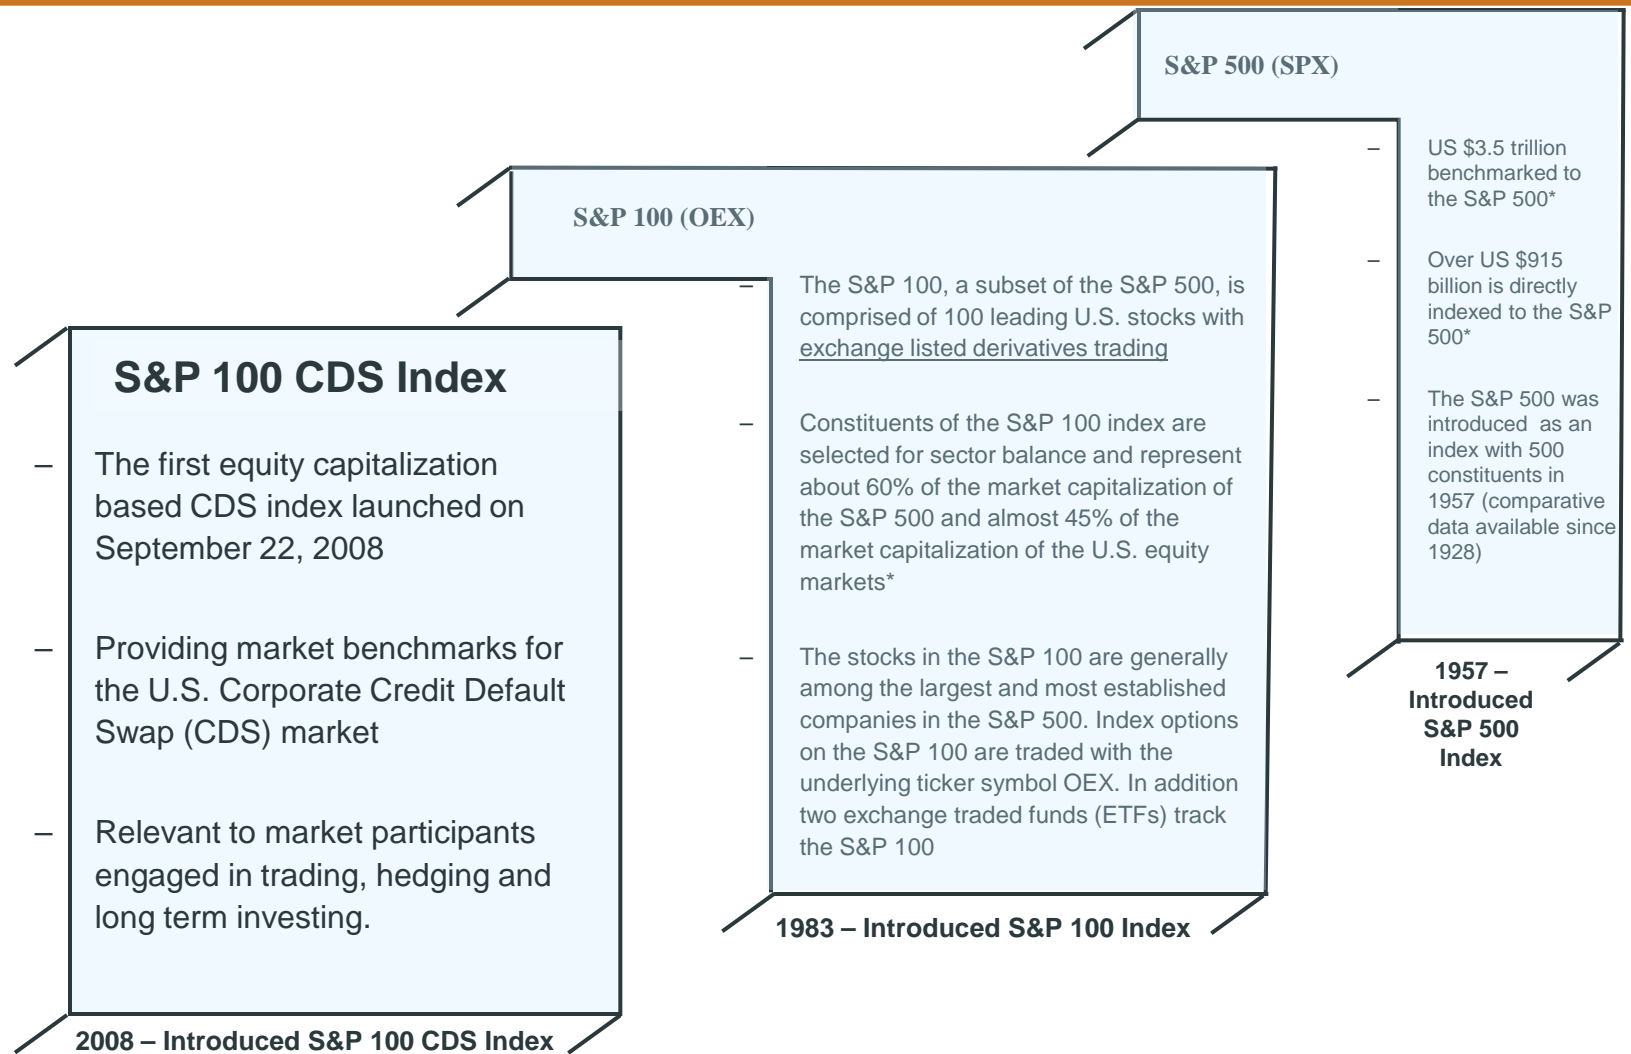 S&P 500 (SPX)
– US $3.5 trillion
benchmarked to
the S&P 500*
– Over US $915
billion is directly
indexed to the S&P
500*
– The S&P 500 was
introduced as an
index with 500
constituents in
1957 (comparative
data available since
1928)
1957 –
Introduced
S&P 500
Index
S&P 100 (OEX)
– The S&P 100, a subset of the S&P 500, is
comprised of 100 leading U.S. stocks with
exchange listed derivatives trading
– Constituents of the S&P 100 index are
selected for sector balance and represent
about 60% of the market capitalization of
the S&P 500 and almost 45% of the
market capitalization of the U.S. equity
markets*
– The stocks in the S&P 100 are generally
among the largest and most established
companies in the S&P 500. Index options
on the S&P 100 are traded with the
underlying ticker symbol OEX. In addition
two exchange traded funds (ETFs) track
the S&P 100
1983 – Introduced S&P 100 Index
S&P 100 CDS Index
– The first equity capitalization
based CDS index launched on
September 22, 2008
– Providing market benchmarks for
the U.S. Corporate Credit Default
Swap (CDS) market
– Relevant to market participants
engaged in trading, hedging and
long term investing.
2008 – Introduced S&P 100 CDS Index